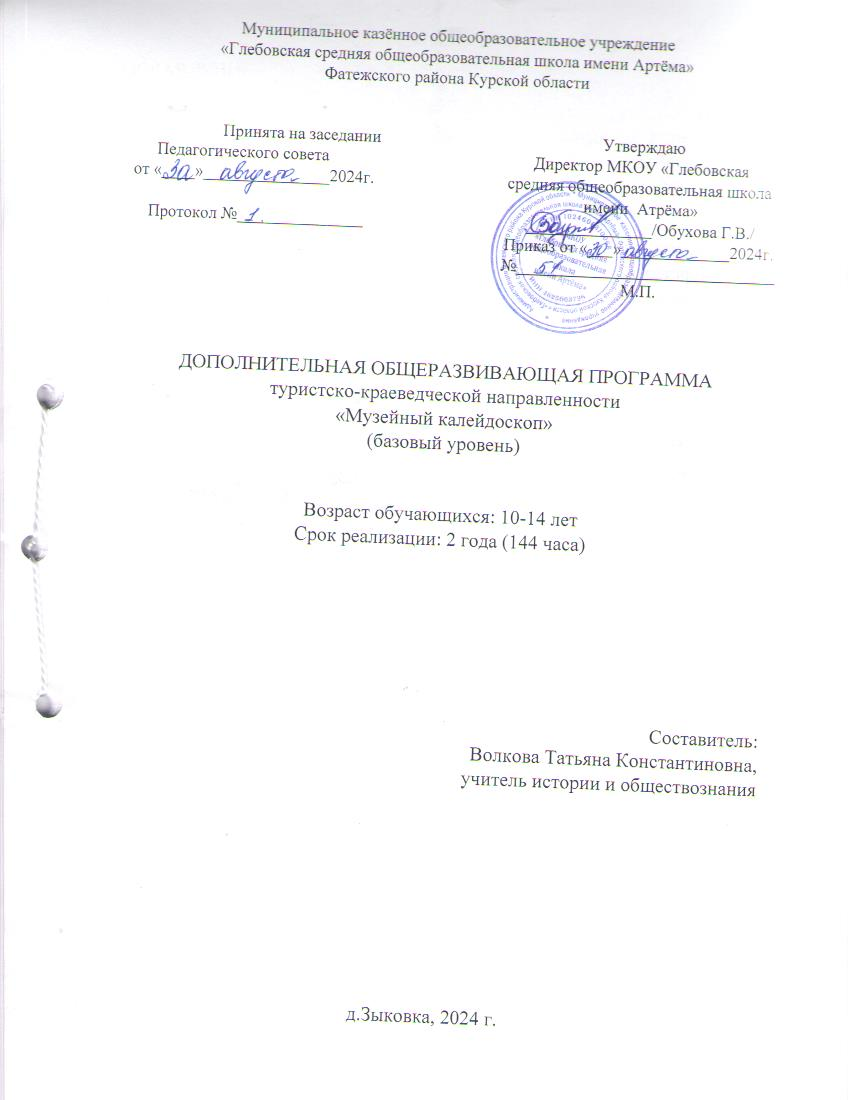 Муниципальное казённое общеобразовательное учреждение
«Глебовская средняя общеобразовательная школа имени Артёма»
Фатежского района Курской области
Принята на заседании
Педагогического совета
от «30» августа 2024г.
Протокол № 1.
Утверждаю
Директор МКОУ «Глебовская
средняя общеобразовательная школа
имени Атрёма»
/Обухова Г.В./
Приказ от «30» августа 2024г.
№ 51
М.П.
ДОПОЛНИТЕЛЬНАЯ ОБЩЕРАЗВИВАЮЩАЯ ПРОГРАММА
туристско-краеведческой направленности
«Музейный калейдоскоп»
(базовый уровень)
Возраст обучающихся: 10-14 лет
Срок реализации: 2 года (144 часа)
Составитель:
Волкова Татьяна Константиновна,
учитель истории и обществознания
д.Зыковка, 2024 г.